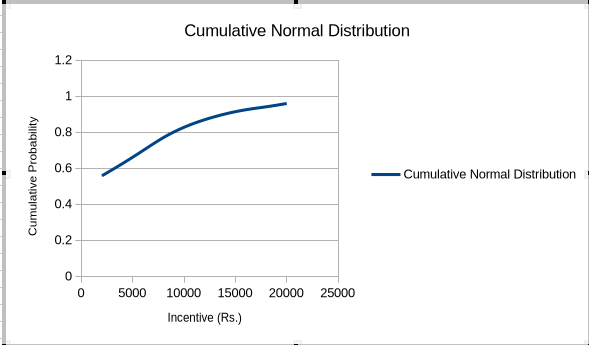 Cumulative Normal Distribution
1.2
1
0.8
0.6
0.4
0.2
0
Cumulative Probability
0 5000 10000 15000 20000 25000
Incentive (Rs.)
Cumulative Normal Distribution